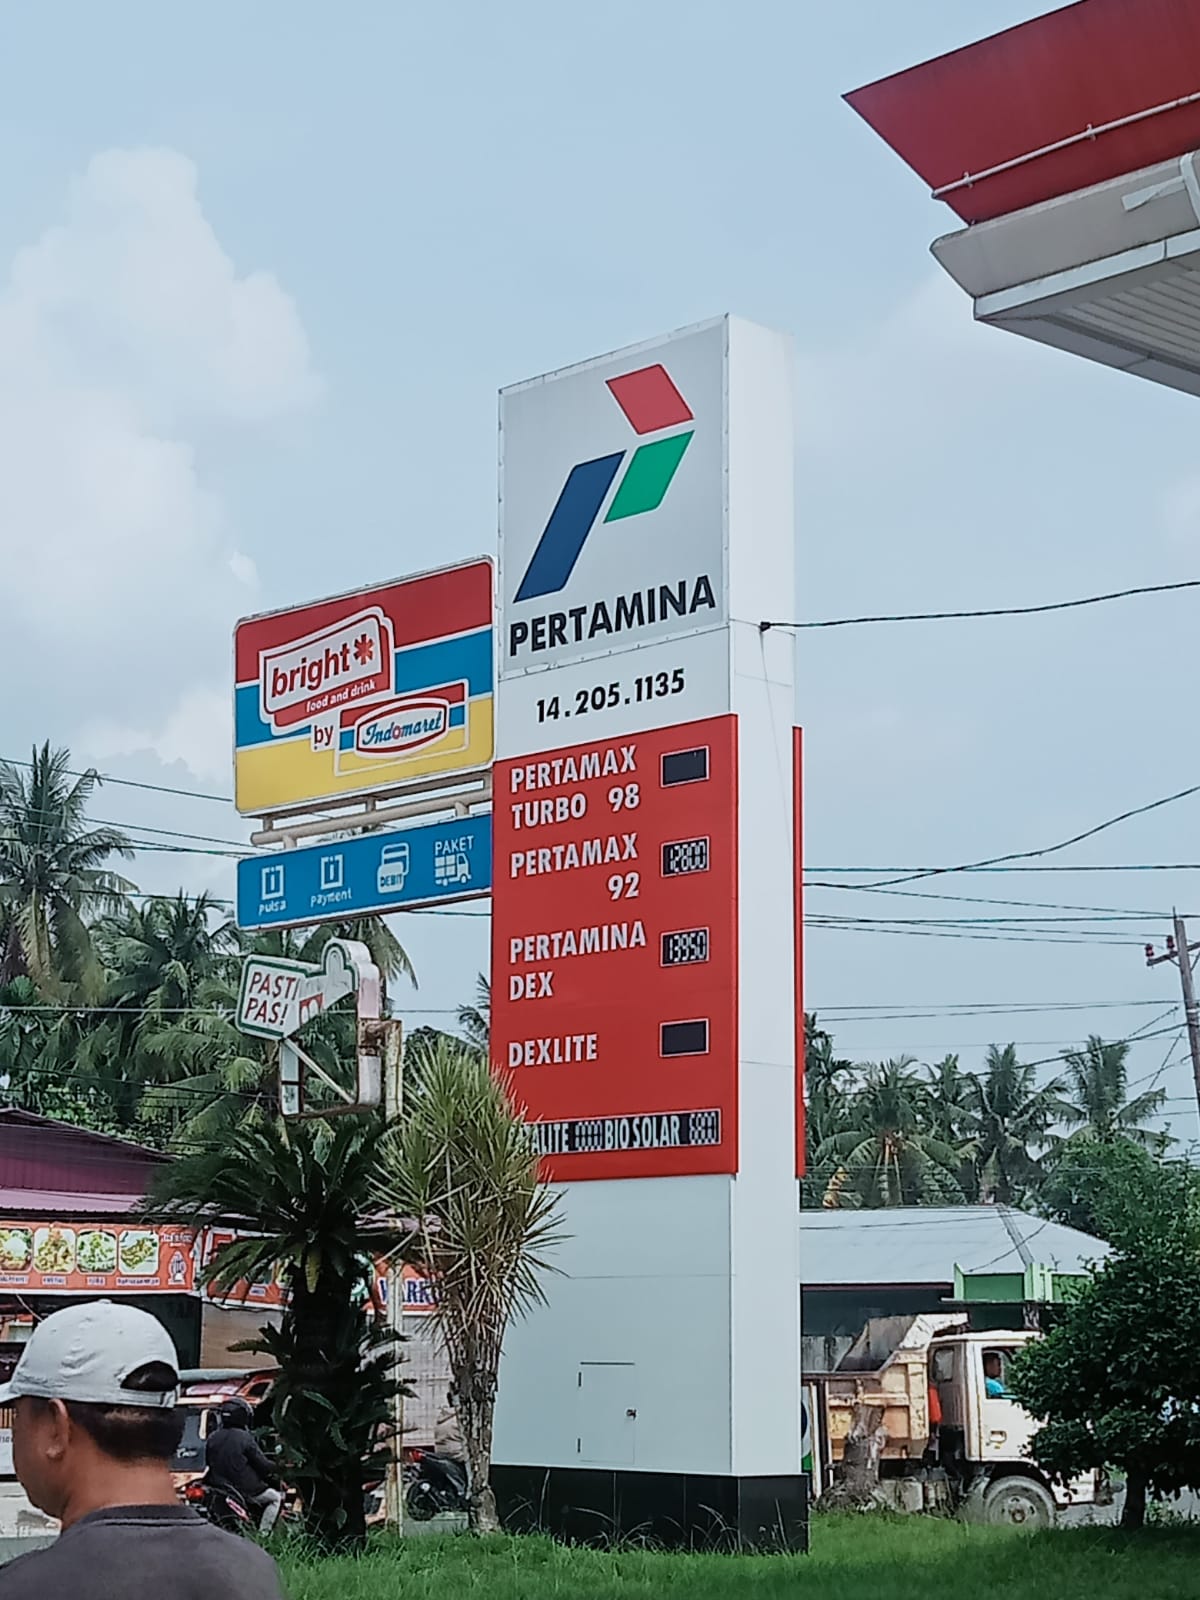 PERTAMINA
14.205.1135
bright*
food and drink
by Indomaret
pulsa
payment
DEBIT
PAKET
PASTI
PAS!
PERTAMAX
TURBO 98
PERTAMAX 12800
92
PERTAMINA 13950
DEX
DEXLITE
ALITE BIO SOLAR